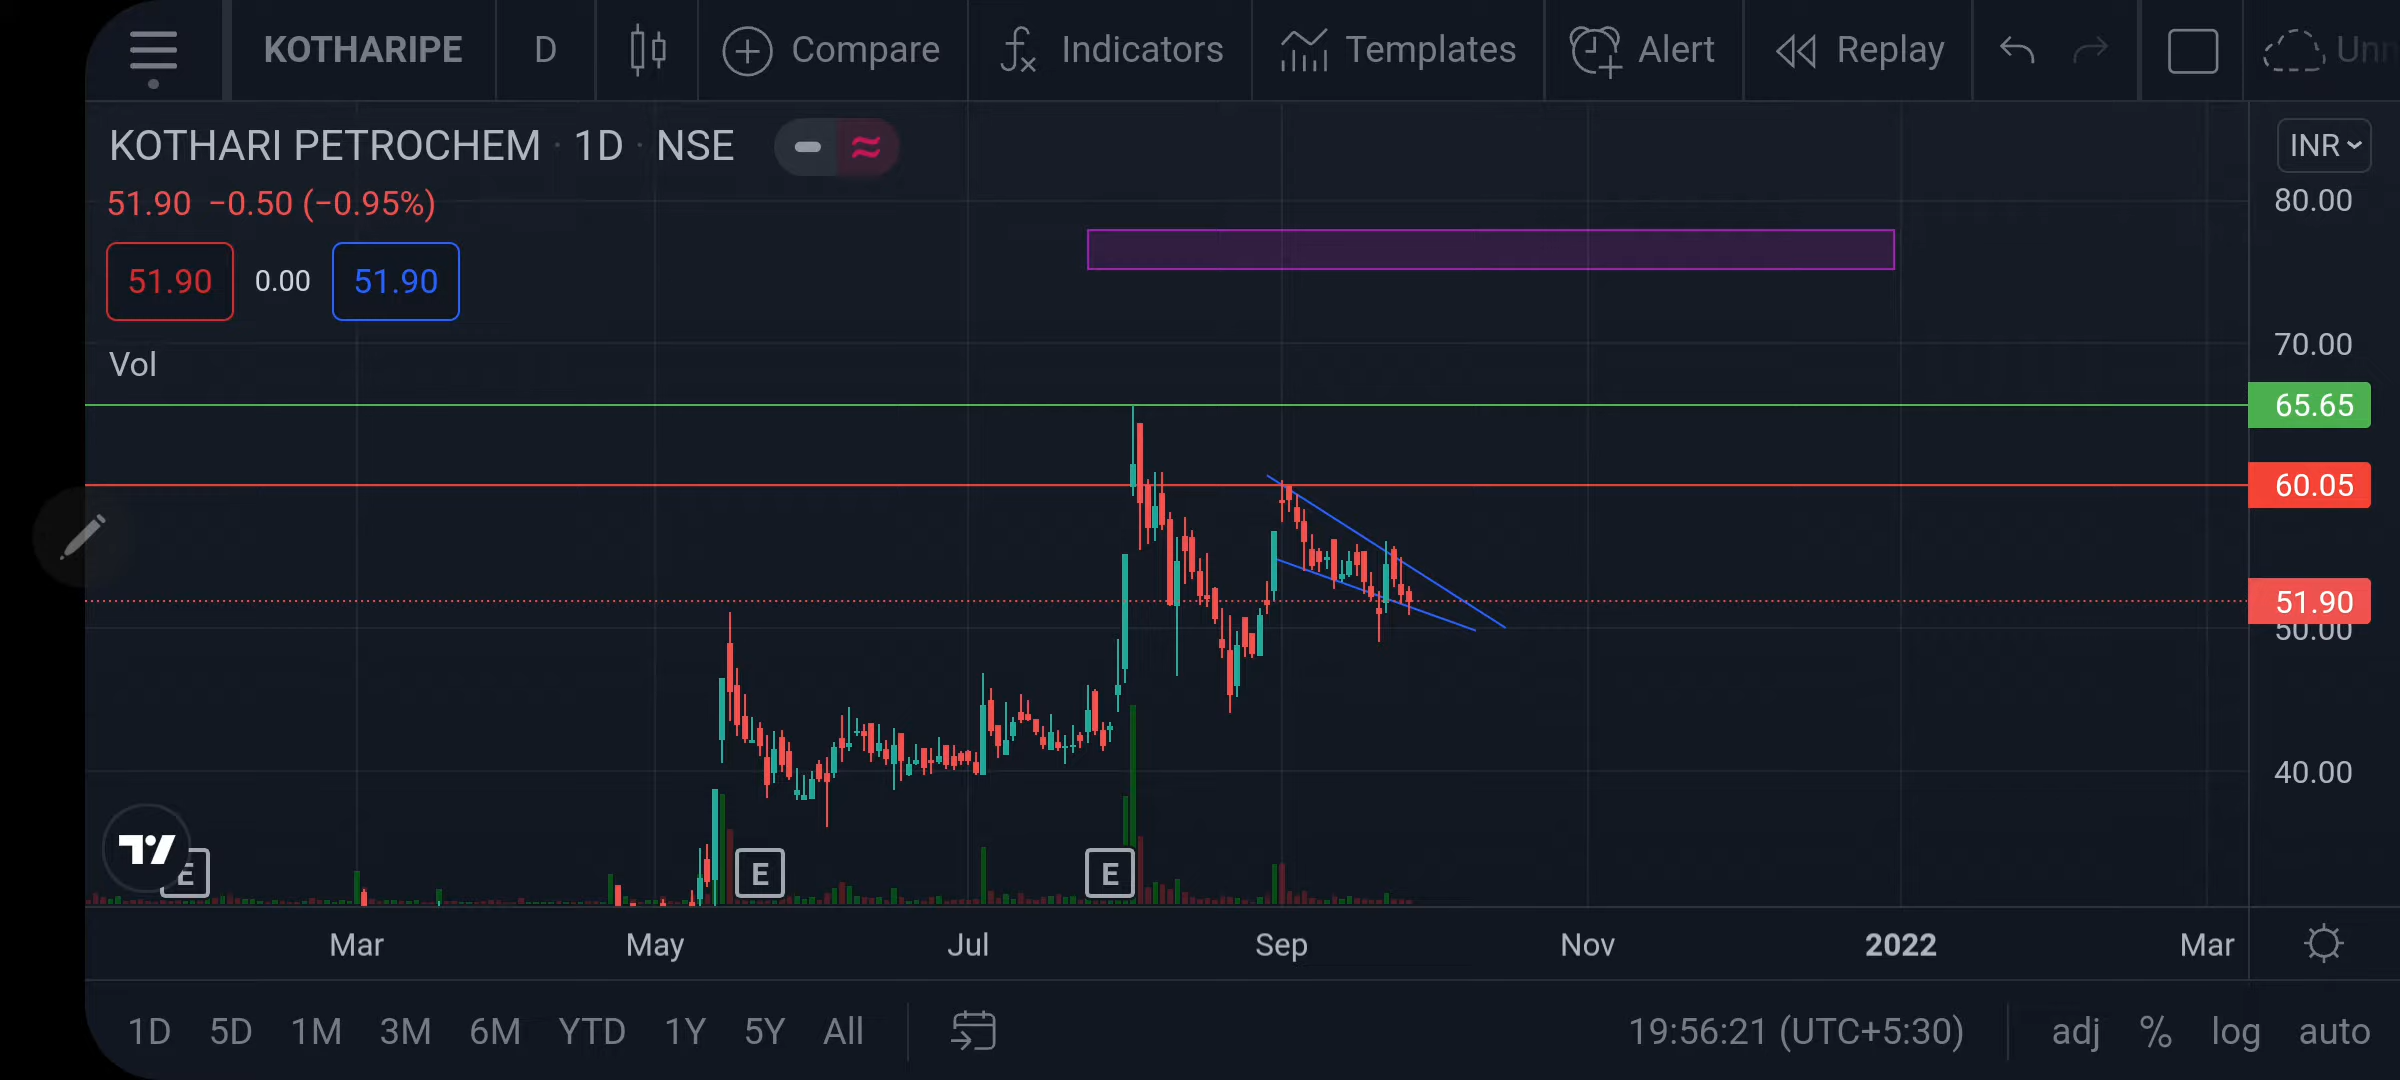 KOTHARIPE D Compare Indicators Templates Alert Replay
KOTHARI PETROCHEM · 1D · NSE
INR
51.90 −0.50 (−0.95%)
80.00
51.90 0.00 51.90
70.00
Vol
65.65
60.05
51.90
50.00
40.00
E E E
Mar May Jul Sep Nov 2022 Mar
1D 5D 1M 3M 6M YTD 1Y 5Y All 19:56:21 (UTC+5:30) adj % log auto